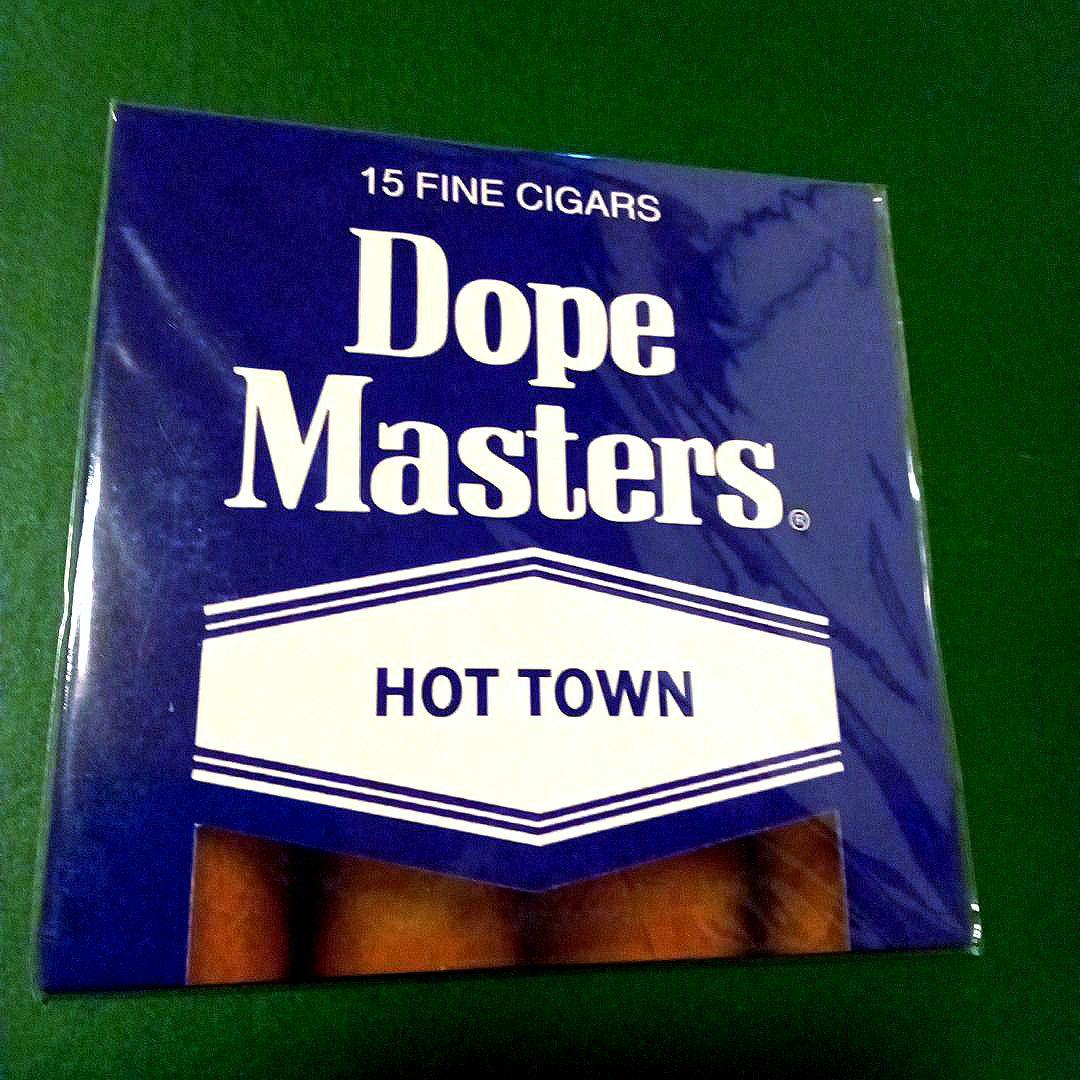 15 FINE CIGARS
Dope
Masters®
HOT TOWN